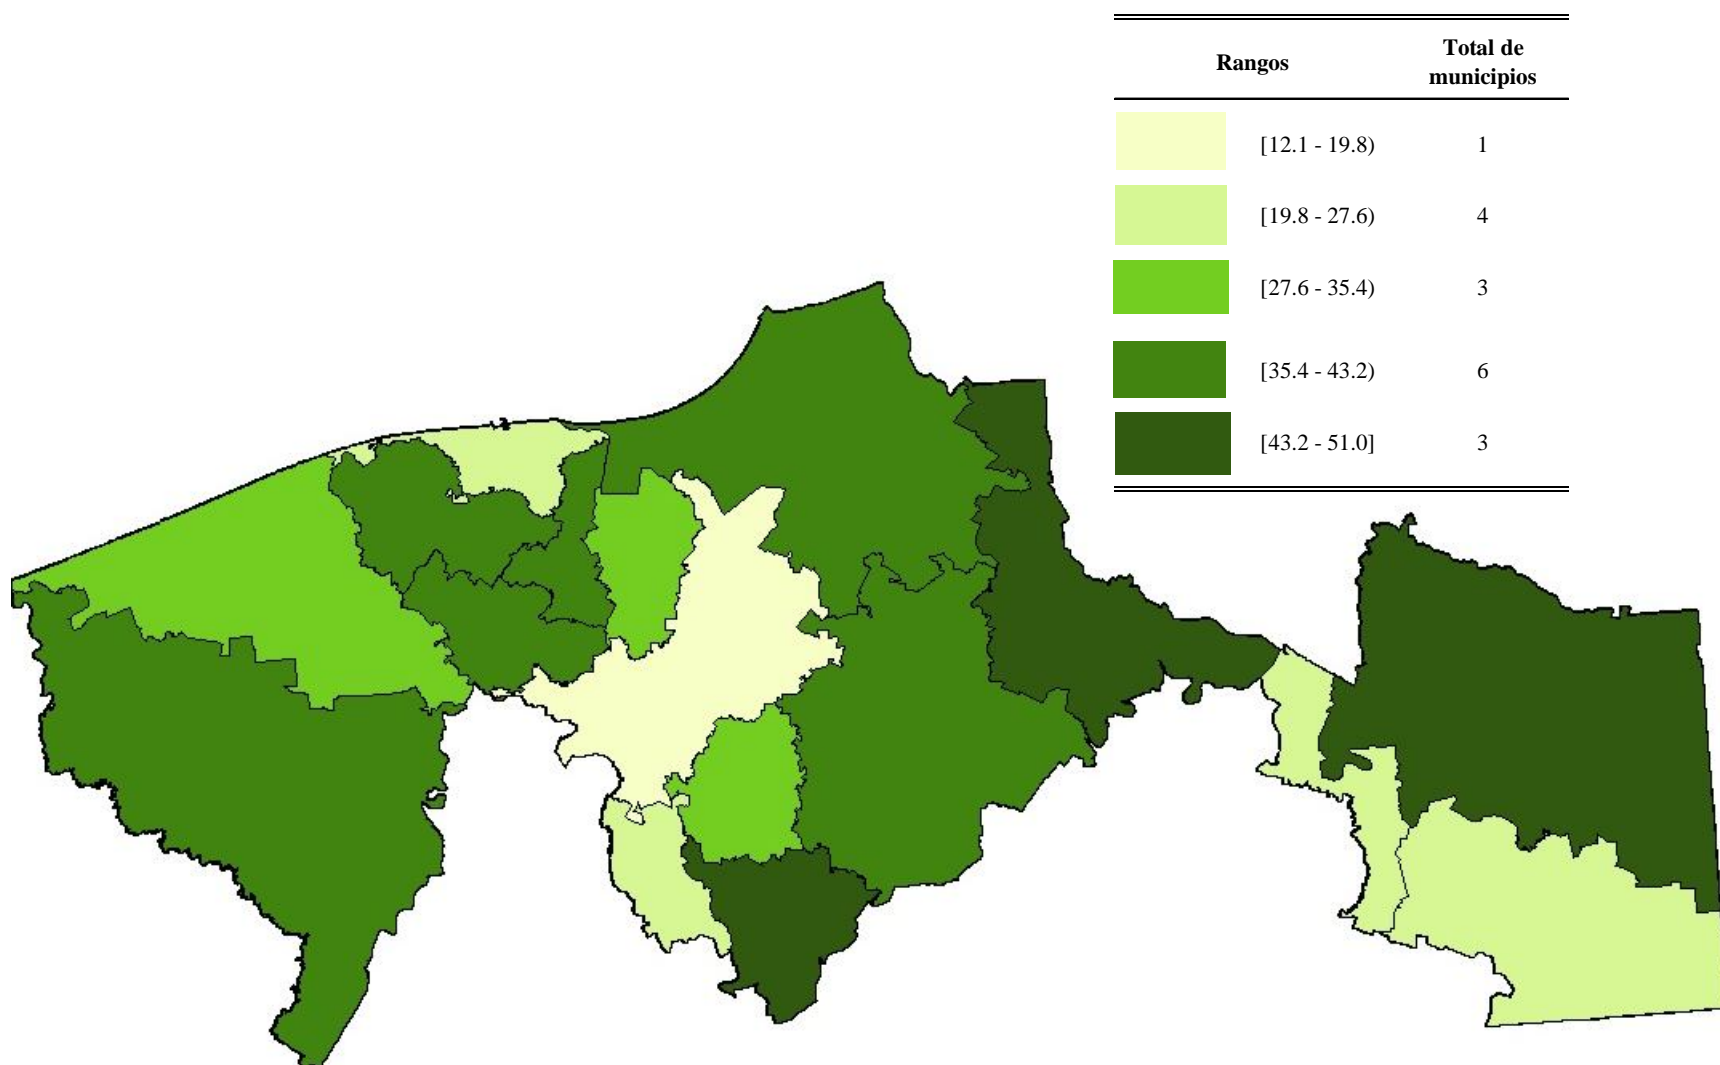 Rangos Total de
municipios
[12.1 - 19.8) 1
[19.8 - 27.6) 4
[27.6 - 35.4) 3
[35.4 - 43.2) 6
[43.2 - 51.0] 3